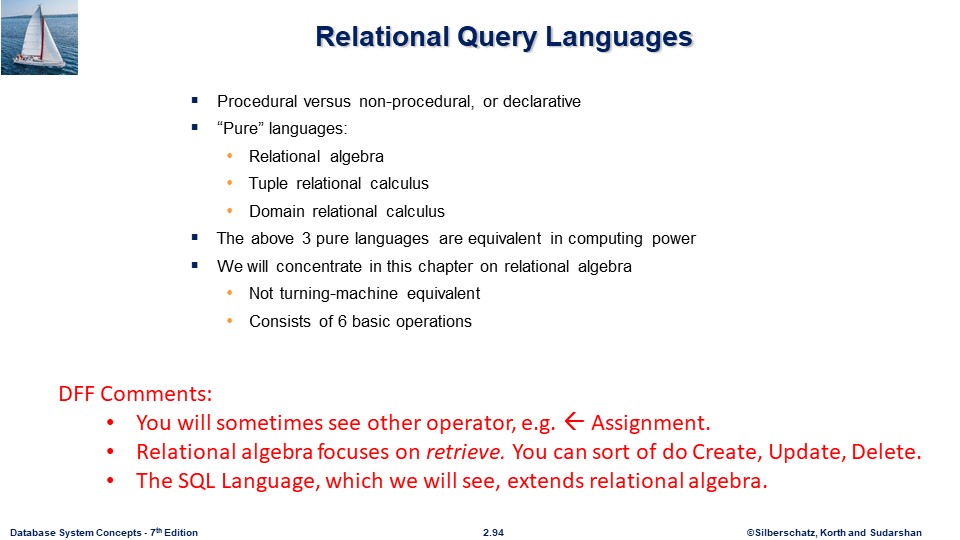 Relational Query Languages
▪ Procedural versus non-procedural, or declarative
▪ “Pure” languages:
• Relational algebra
• Tuple relational calculus
• Domain relational calculus
▪ The above 3 pure languages are equivalent in computing power
▪ We will concentrate in this chapter on relational algebra
• Not turning-machine equivalent
• Consists of 6 basic operations
DFF Comments:
• You will sometimes see other operator, e.g. ← Assignment.
• Relational algebra focuses on retrieve. You can sort of do Create, Update, Delete.
• The SQL Language, which we will see, extends relational algebra.
Database System Concepts - 7th Edition 2.94 ©Silberschatz, Korth and Sudarshan